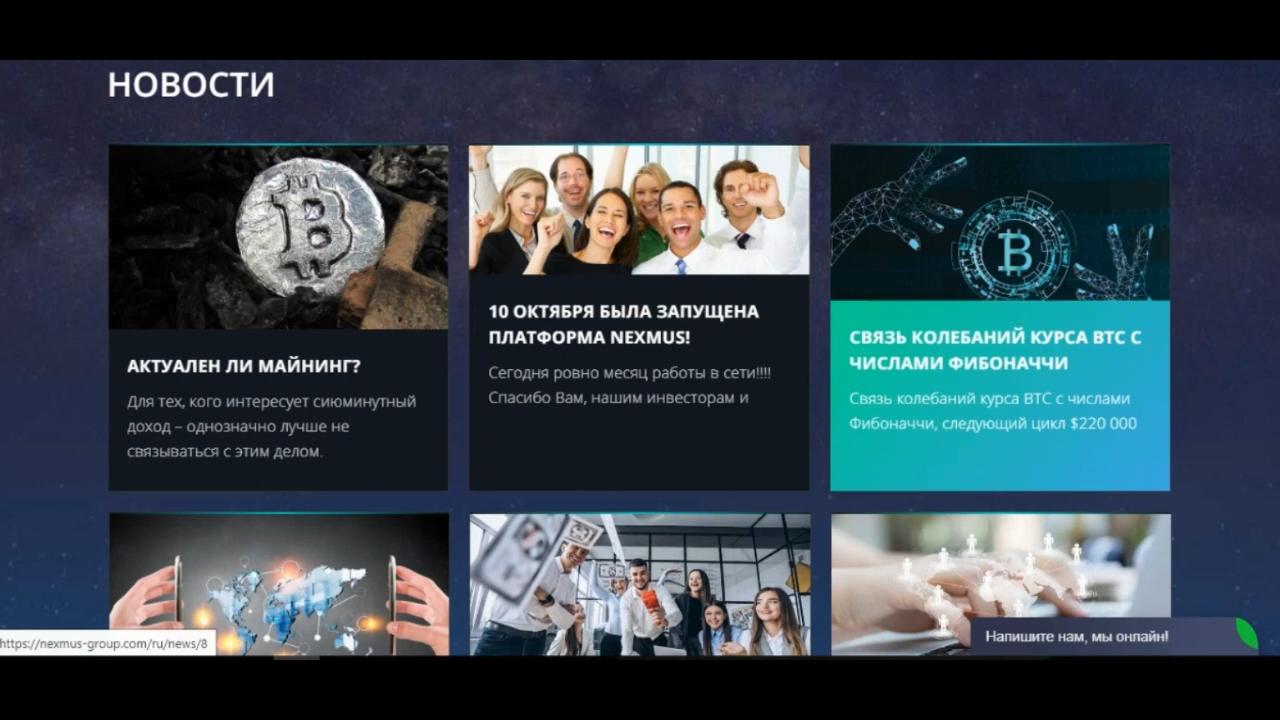 НОВОСТИ
АКТУАЛЕН ЛИ МАЙНИНГ?
Для тех, кого интересует сиюминутный
доход – однозначно лучше не
связываться с этим делом.
10 ОКТЯБРЯ БЫЛА ЗАПУЩЕНА
ПЛАТФОРМА NEXMUS!
Сегодня ровно месяц работы в сети!!!!
Спасибо Вам, нашим инвесторам и
СВЯЗЬ КОЛЕБАНИЙ КУРСА BTC С
ЧИСЛАМИ ФИБОНАЧЧИ
Связь колебаний курса BTC с числами
Фибоначчи, следующий цикл $220 000
https://nexmus-group.com/ru/news/8
Напишите нам, мы онлайн!